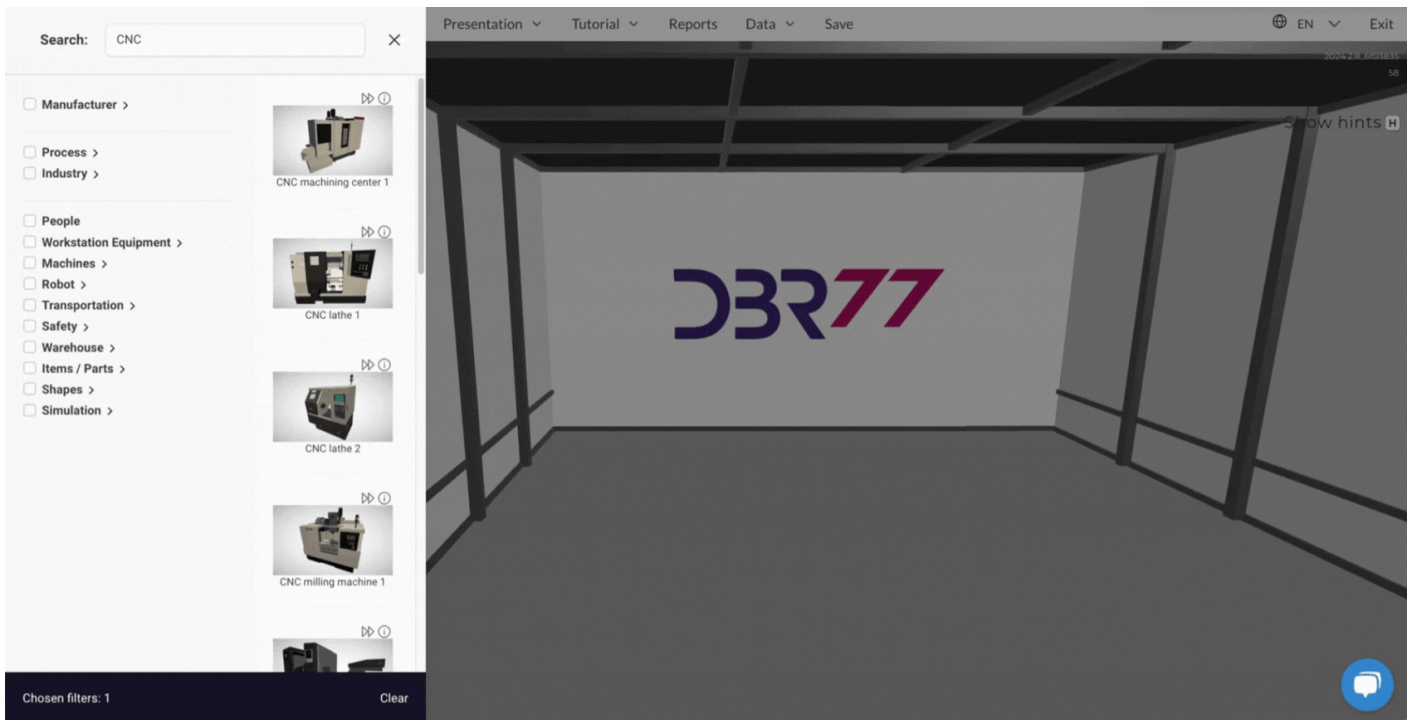 Search: CNC
Manufacturer
Process
Industry
People
Workstation Equipment
Machines
Robot
Transportation
Safety
Warehouse
Items / Parts
Shapes
Simulation
CNC machining center 1
CNC lathe 1
CNC lathe 2
CNC milling machine 1
Chosen filters: 1 Clear
Presentation Tutorial Reports Data Save EN Exit
SB
Show hints H
DBR77